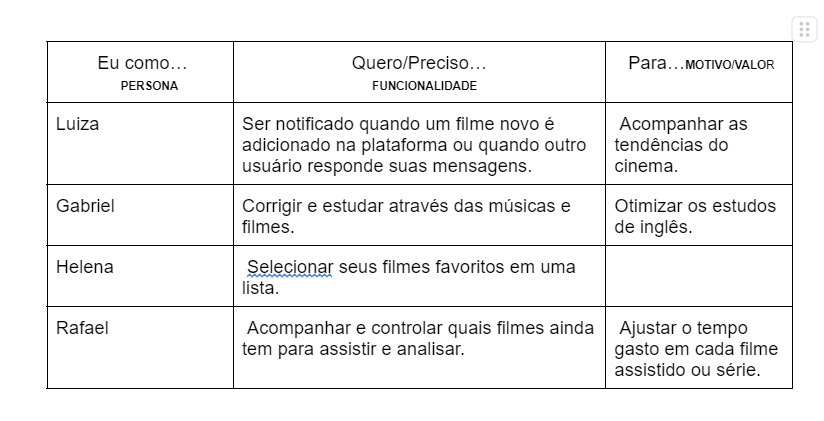 Eu como… Quero/Preciso… Para…MOTIVO/VALOR
PERSONA FUNCIONALIDADE
Luiza
Ser notificado quando um filme novo é
adicionado na plataforma ou quando outro
usuário responde suas mensagens.
Acompanhar as
tendências do
cinema.
Gabriel
Corrigir e estudar através das músicas e
filmes.
Otimizar os estudos
de inglês.
Helena
Selecionar seus filmes favoritos em uma
lista.
Rafael
Acompanhar e controlar quais filmes ainda
tem para assistir e analisar.
Ajustar o tempo
gasto em cada filme
assistido ou série.